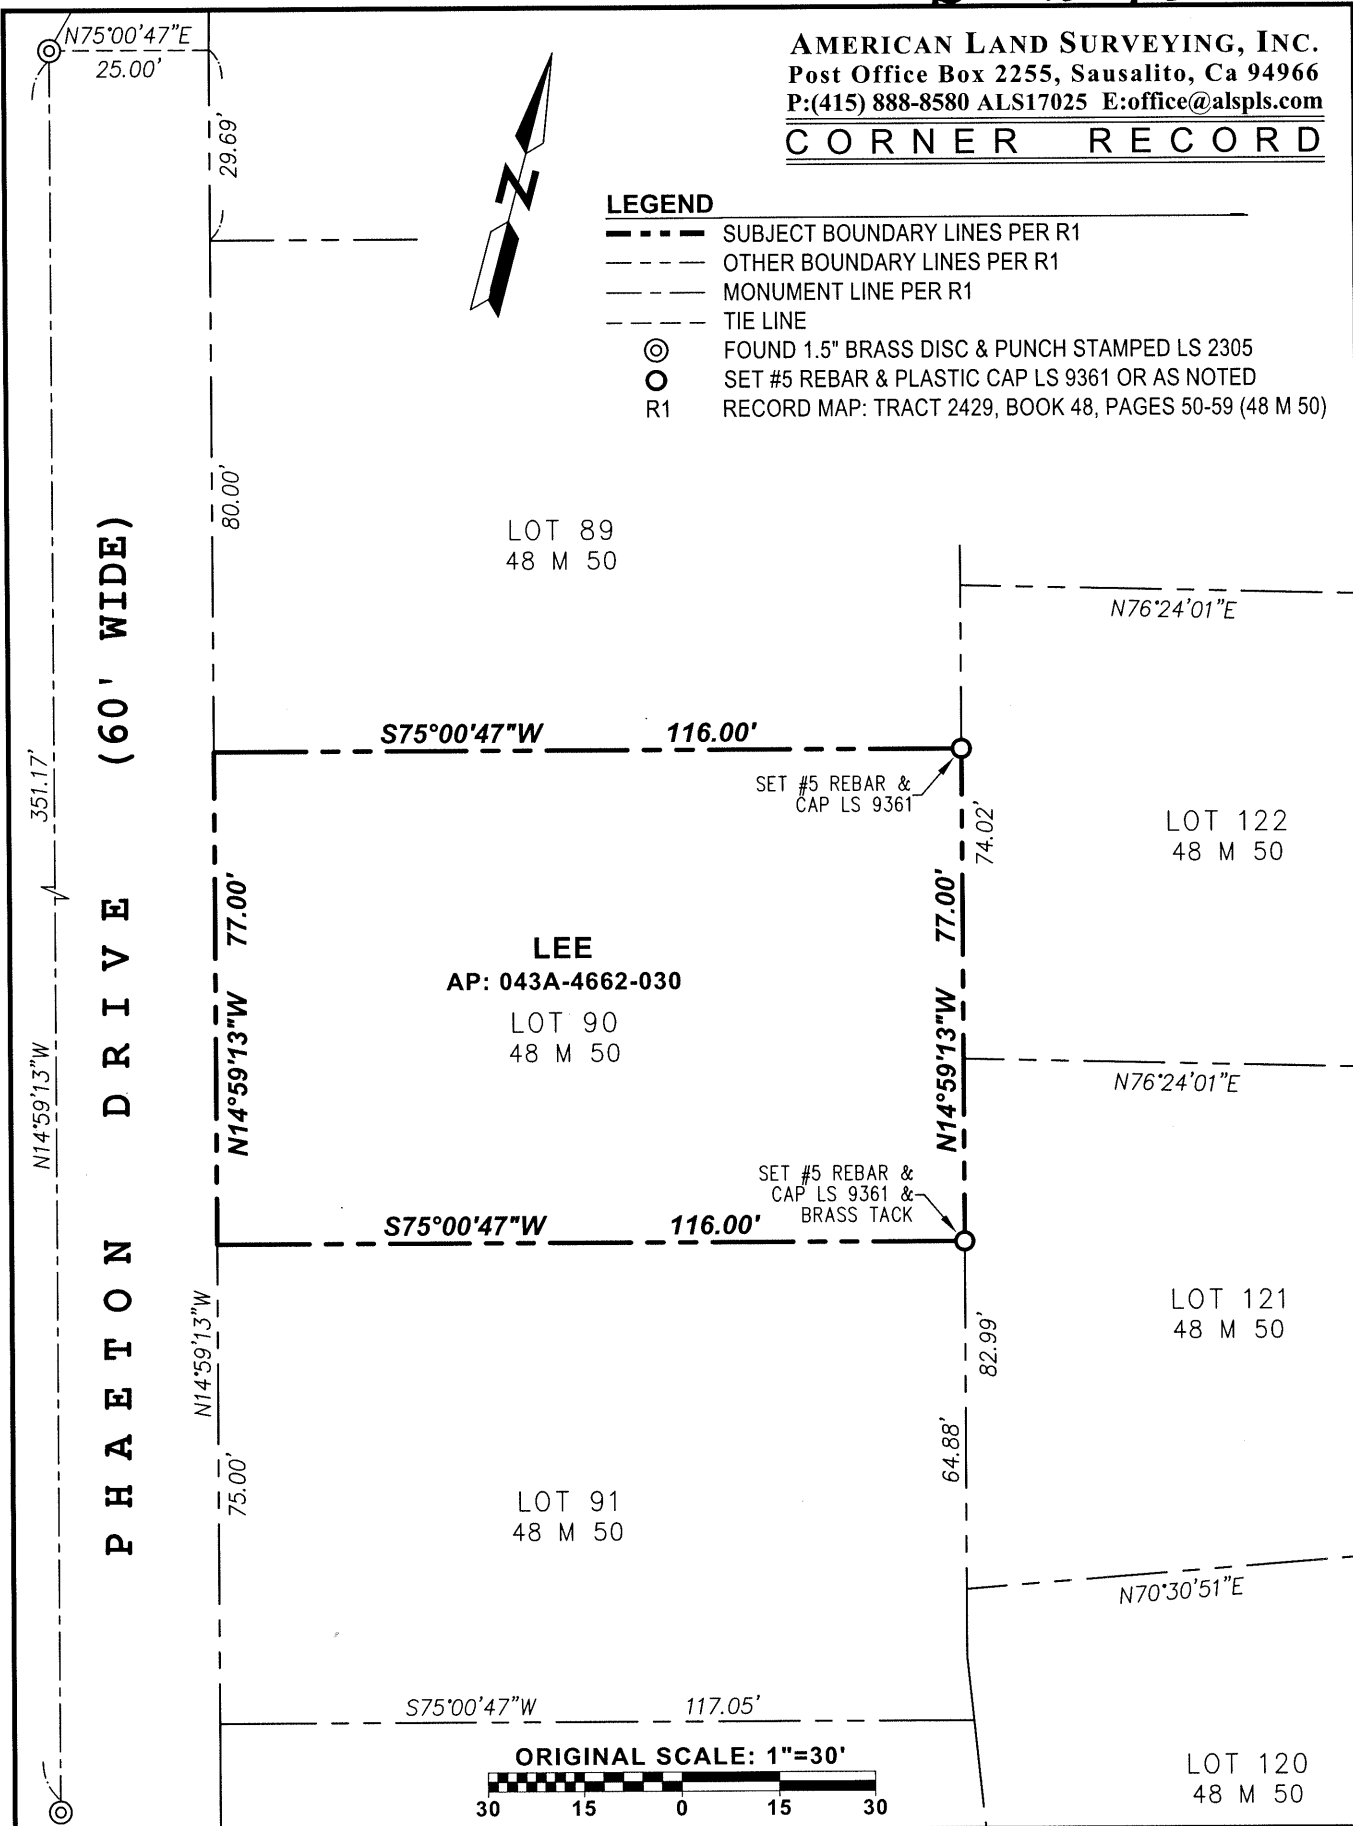 AMERICAN LAND SURVEYING, INC.
Post Office Box 2255, Sausalito, Ca 94966
P:(415) 888-8580 ALS17025 E:office@alspls.com
CORNER RECORD
N75°00'47"E
25.00'
29.69'
N
LEGEND
SUBJECT BOUNDARY LINES PER R1
OTHER BOUNDARY LINES PER R1
MONUMENT LINE PER R1
TIE LINE
FOUND 1.5" BRASS DISC & PUNCH STAMPED LS 2305
SET #5 REBAR & PLASTIC CAP LS 9361 OR AS NOTED
R1 RECORD MAP: TRACT 2429, BOOK 48, PAGES 50-59 (48 M 50)
80.00'
LOT 89
48 M 50
N76°24'01"E
PHAETON DRIVE (60' WIDE)
351.17'
N14°59'13"W
S75°00'47"W 116.00'
SET #5 REBAR &
CAP LS 9361
74.02'
LOT 122
48 M 50
N14°59'13"W 77.00'
LEE
AP: 043A-4662-030
LOT 90
48 M 50
N14°59'13"W 77.00'
N76°24'01"E
SET #5 REBAR &
CAP LS 9361 &
BRASS TACK
S75°00'47"W 116.00'
N14°59'13"W
75.00'
82.99'
64.88'
LOT 121
48 M 50
LOT 91
48 M 50
N70°30'51"E
S75°00'47"W 117.05'
ORIGINAL SCALE: 1"=30'
30 15 0 15 30
LOT 120
48 M 50